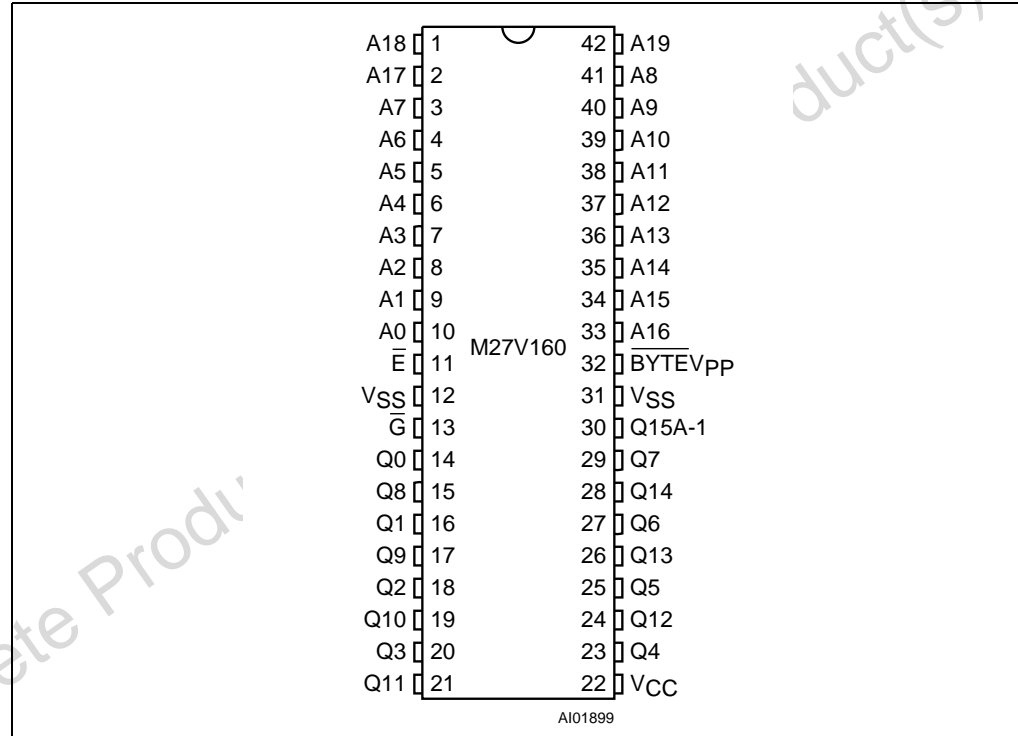 A18 1 42 A19
A17 2 41 A8
A7 3 40 A9
A6 4 39 A10
A5 5 38 A11
A4 6 37 A12
A3 7 36 A13
A2 8 35 A14
A1 9 34 A15
A0 10 33 A16
M27V160
E̅ 11 32 B̅Y̅T̅E̅VPP
VSS 12 31 VSS
G̅ 13 30 Q15A-1
Q0 14 29 Q7
Q8 15 28 Q14
Q1 16 27 Q6
Q9 17 26 Q13
Q2 18 25 Q5
Q10 19 24 Q12
Q3 20 23 Q4
Q11 21 22 VCC
AI01899